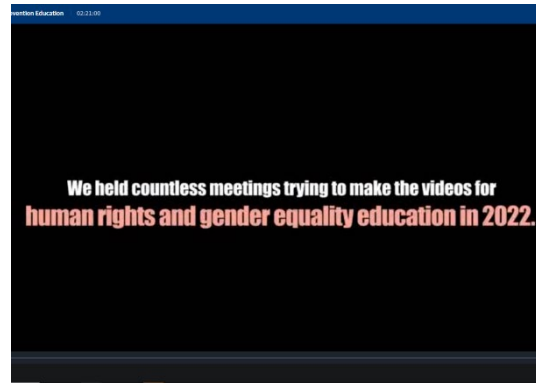 vention Education 02:21:00
We held countless meetings trying to make the videos for
human rights and gender equality education in 2022.